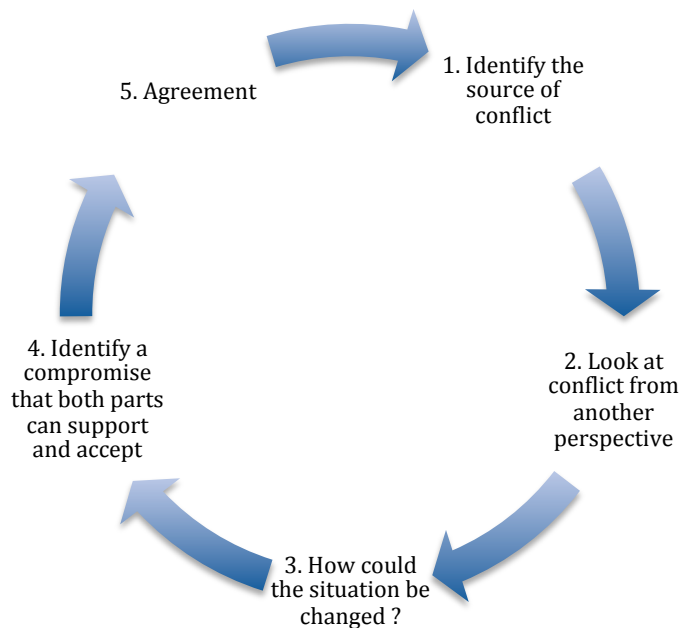 1. Identify the
source of
conflict
2. Look at
conflict from
another
perspective
3. How could
the situation be
changed ?
4. Identify a
compromise
that both parts
can support
and accept
5. Agreement